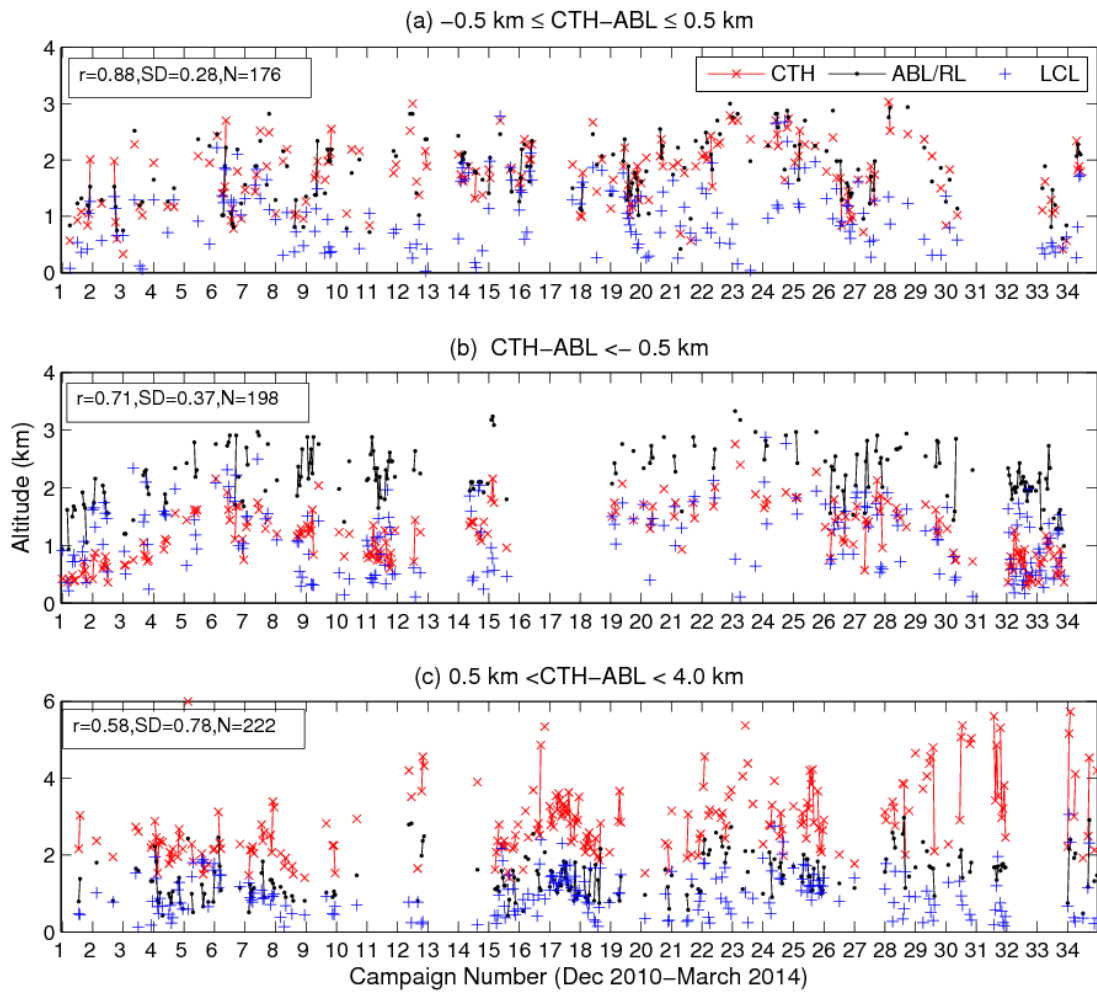 (a) −0.5 km ≤ CTH−ABL ≤ 0.5 km
r=0.88,SD=0.28,N=176
CTH ABL/RL LCL
4
3
2
1
0
1 2 3 4 5 6 7 8 9 10 11 12 13 14 15 16 17 18 19 20 21 22 23 24 25 26 27 28 29 30 31 32 33 34
(b) CTH−ABL <− 0.5 km
r=0.71,SD=0.37,N=198
Altitude (km)
4
3
2
1
0
1 2 3 4 5 6 7 8 9 10 11 12 13 14 15 16 17 18 19 20 21 22 23 24 25 26 27 28 29 30 31 32 33 34
(c) 0.5 km <CTH−ABL < 4.0 km
r=0.58,SD=0.78,N=222
6
4
2
0
1 2 3 4 5 6 7 8 9 10 11 12 13 14 15 16 17 18 19 20 21 22 23 24 25 26 27 28 29 30 31 32 33 34
Campaign Number (Dec 2010−March 2014)